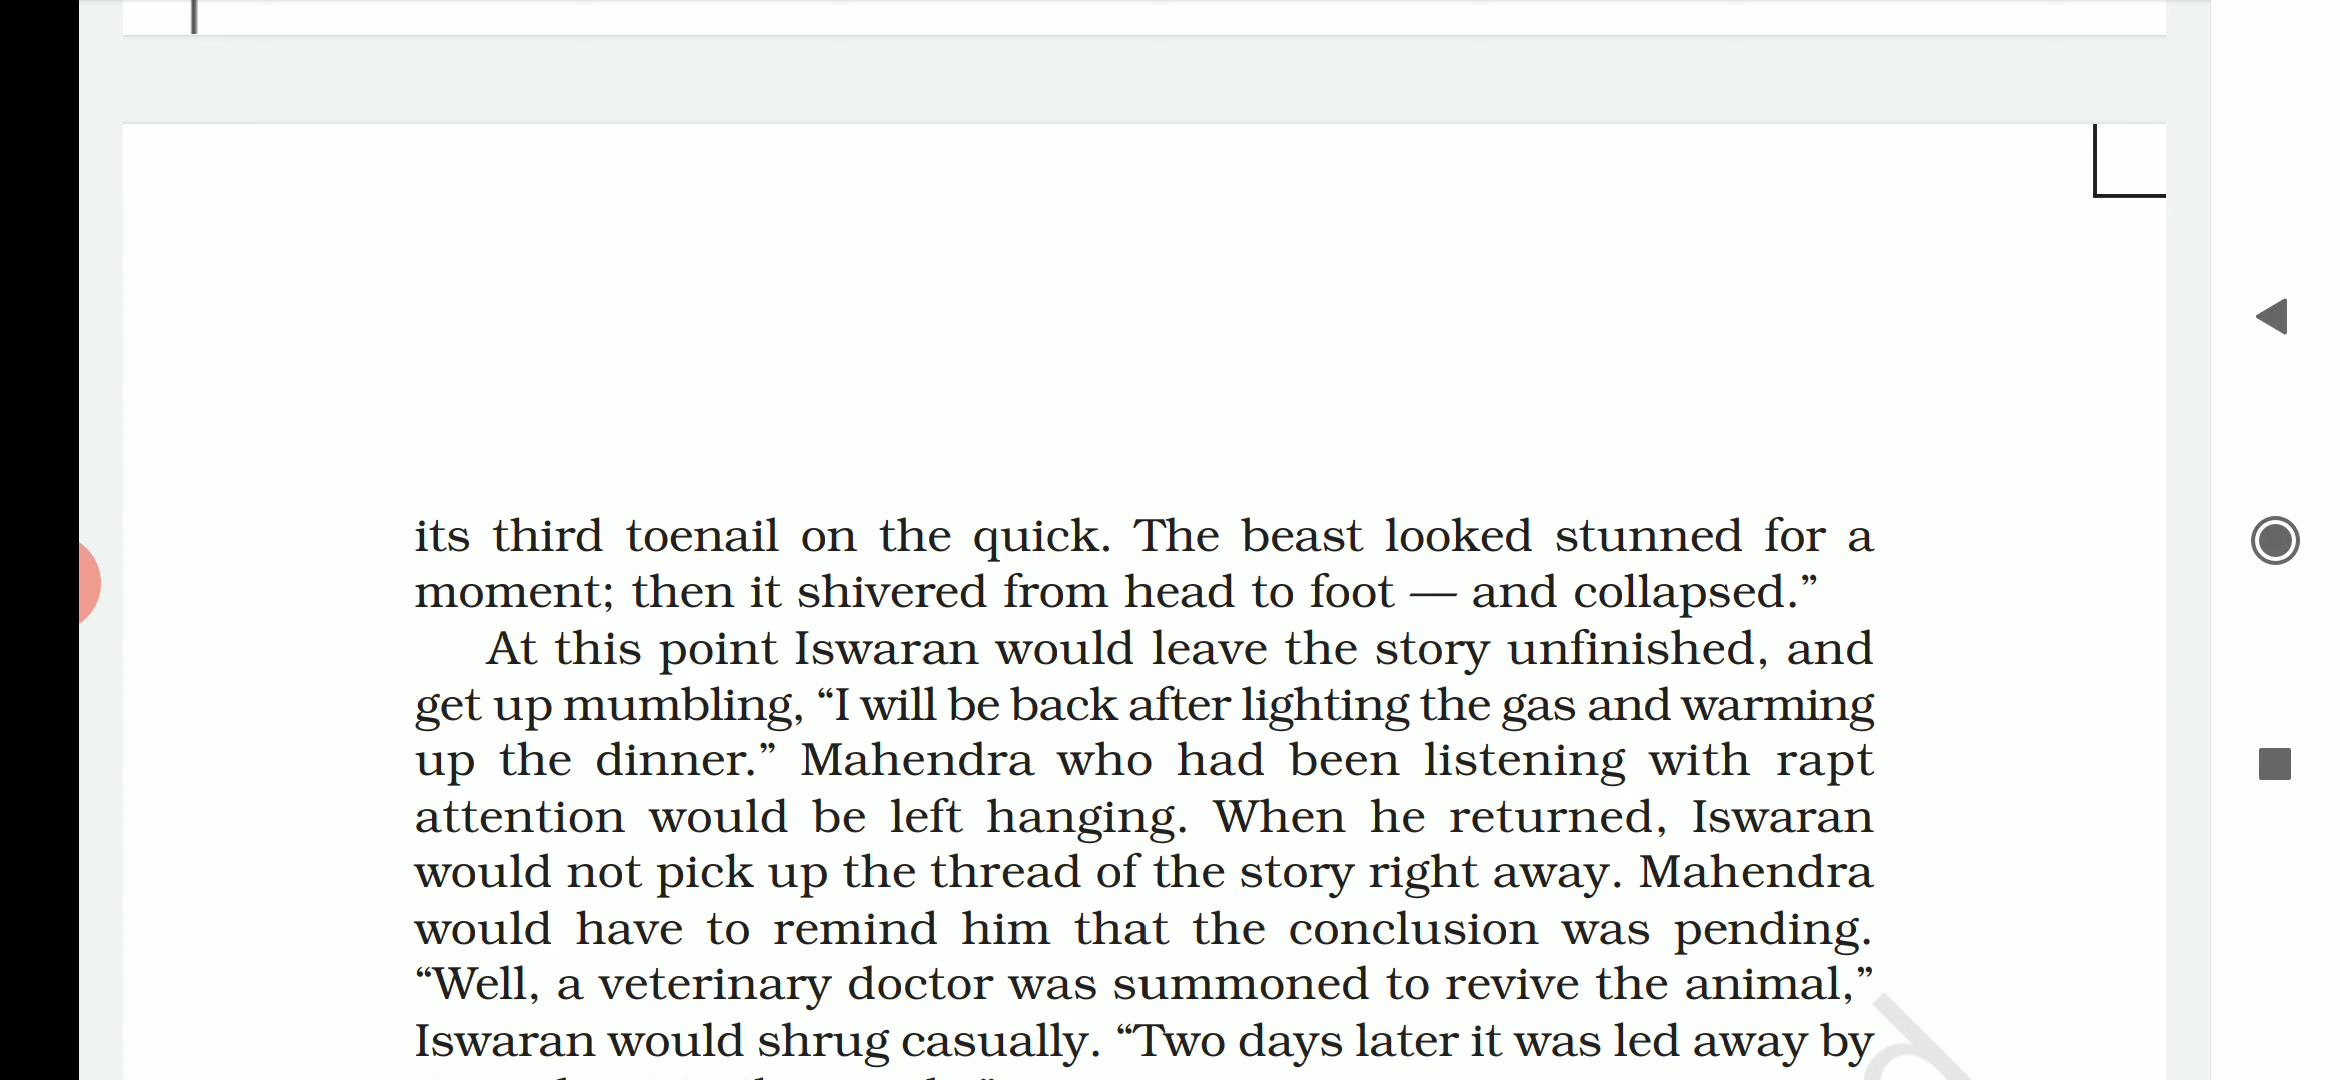 its third toenail on the quick. The beast looked stunned for a
moment; then it shivered from head to foot — and collapsed.”
At this point Iswaran would leave the story unfinished, and
get up mumbling, “I will be back after lighting the gas and warming
up the dinner.” Mahendra who had been listening with rapt
attention would be left hanging. When he returned, Iswaran
would not pick up the thread of the story right away. Mahendra
would have to remind him that the conclusion was pending.
“Well, a veterinary doctor was summoned to revive the animal,”
Iswaran would shrug casually. “Two days later it was led away by